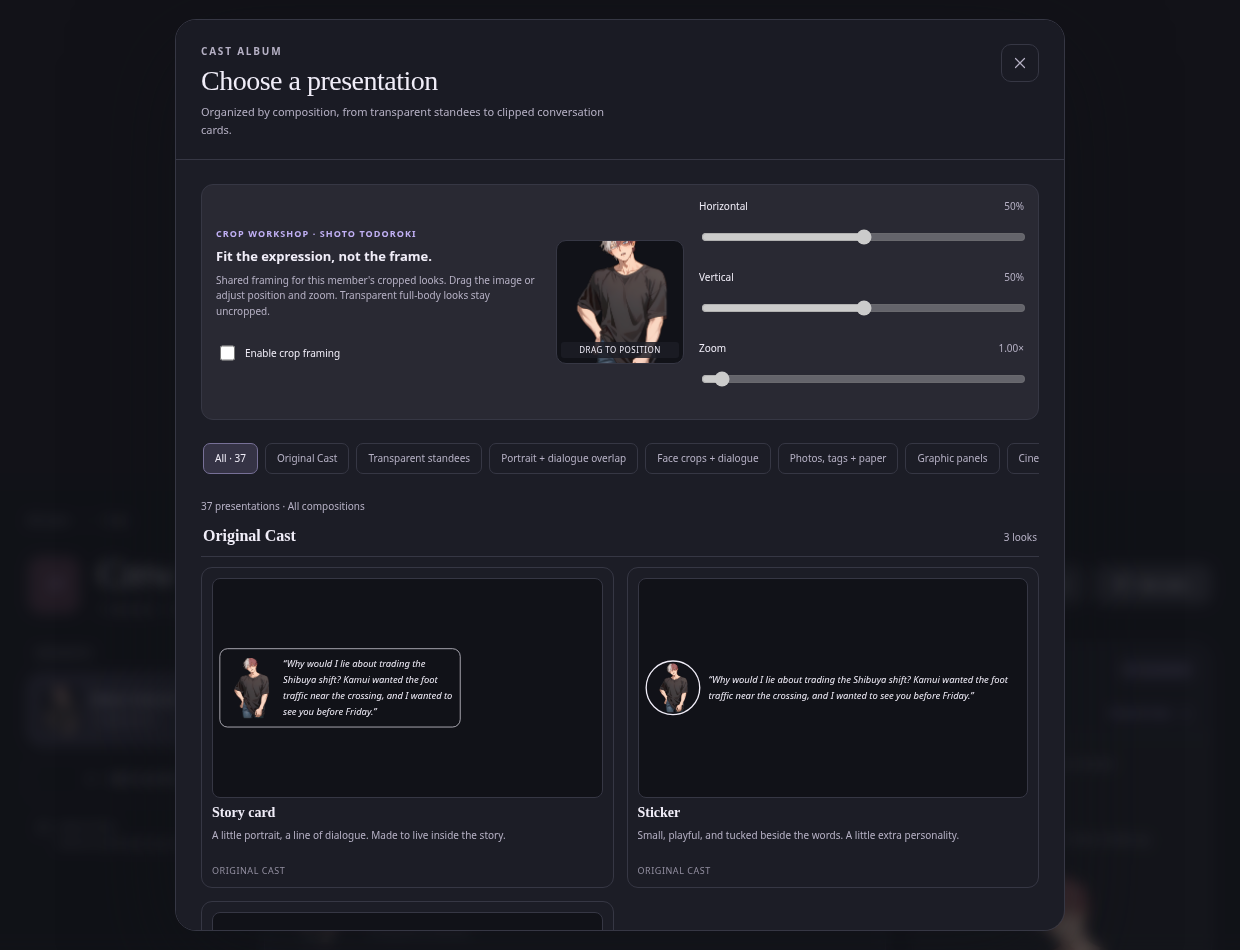 CAST ALBUM
Choose a presentation
Organized by composition, from transparent standees to clipped conversation
cards.
CROP WORKSHOP · SHOTO TODOROKI
Fit the expression, not the frame.
Shared framing for this member's cropped looks. Drag the image or
adjust position and zoom. Transparent full-body looks stay
uncropped.
Enable crop framing
DRAG TO POSITION
Horizontal 50%
Vertical 50%
Zoom 1.00×
All · 37 Original Cast Transparent standees Portrait + dialogue overlap Face crops + dialogue Photos, tags + paper Graphic panels Cine
37 presentations · All compositions
Original Cast 3 looks
“Why would I lie about trading the
Shibuya shift? Kamui wanted the foot
traffic near the crossing, and I wanted to
see you before Friday.”
Story card
A little portrait, a line of dialogue. Made to live inside the story.
ORIGINAL CAST
“Why would I lie about trading the Shibuya shift? Kamui wanted the foot
traffic near the crossing, and I wanted to see you before Friday.”
Sticker
Small, playful, and tucked beside the words. A little extra personality.
ORIGINAL CAST